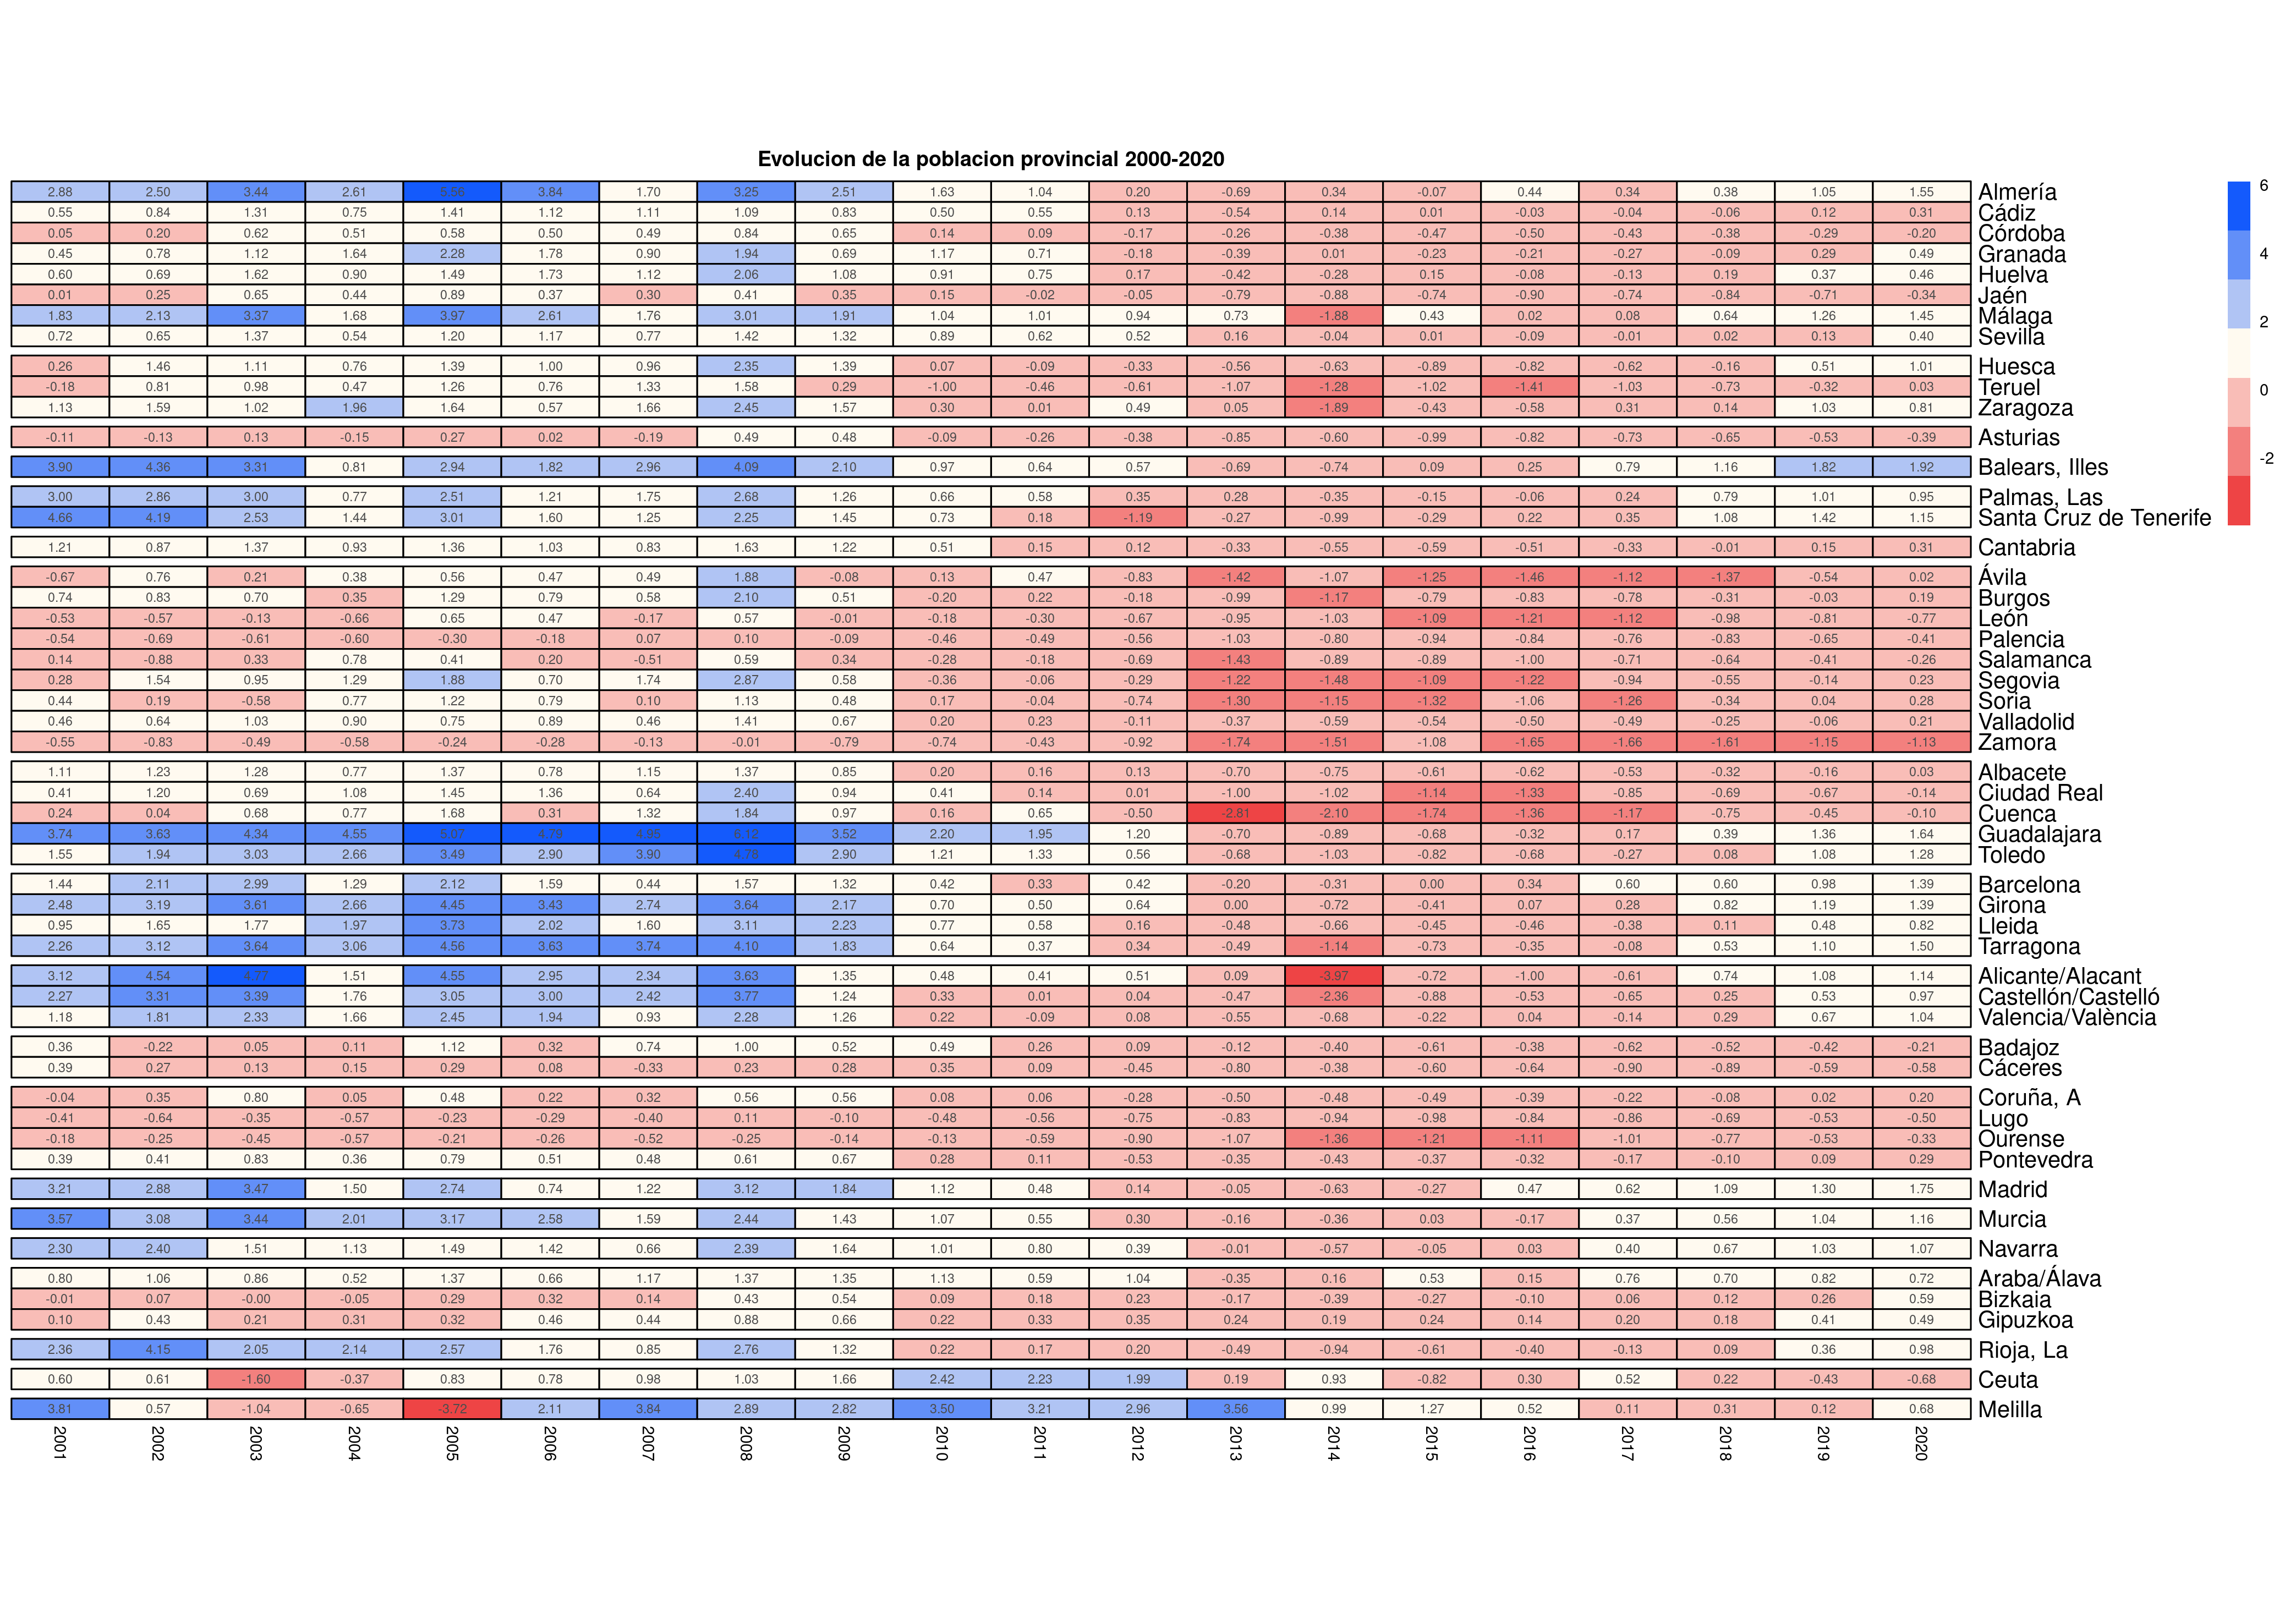 Evolucion de la poblacion provincial 2000-2020
2.88 2.50 3.44 2.61 5.56 3.84 1.70 3.25 2.51 1.63 1.04 0.20 -0.69 0.34 -0.07 0.44 0.34 0.38 1.05 1.55 Almería
0.55 0.84 1.31 0.75 1.41 1.12 1.11 1.09 0.83 0.50 0.55 0.13 -0.54 0.14 0.01 -0.03 -0.04 -0.06 0.12 0.31 Cádiz
0.05 0.20 0.62 0.51 0.58 0.50 0.49 0.84 0.65 0.14 0.09 -0.17 -0.26 -0.38 -0.47 -0.50 -0.43 -0.38 -0.29 -0.20 Córdoba
0.45 0.78 1.12 1.64 2.28 1.78 0.90 1.94 0.69 1.17 0.71 -0.18 -0.39 0.01 -0.23 -0.21 -0.27 -0.09 0.29 0.49 Granada
0.60 0.69 1.62 0.90 1.49 1.73 1.12 2.06 1.08 0.91 0.75 0.17 -0.42 -0.28 0.15 -0.08 -0.13 0.19 0.37 0.46 Huelva
0.01 0.25 0.65 0.44 0.89 0.37 0.30 0.41 0.35 0.15 -0.02 -0.05 -0.79 -0.88 -0.74 -0.90 -0.74 -0.84 -0.71 -0.34 Jaén
1.83 2.13 3.37 1.68 3.97 2.61 1.76 3.01 1.91 1.04 1.01 0.94 0.73 -1.88 0.43 0.02 0.08 0.64 1.26 1.45 Málaga
0.72 0.65 1.37 0.54 1.20 1.17 0.77 1.42 1.32 0.89 0.62 0.52 0.16 -0.04 0.01 -0.09 -0.01 0.02 0.13 0.40 Sevilla
0.26 1.46 1.11 0.76 1.39 1.00 0.96 2.35 1.39 0.07 -0.09 -0.33 -0.56 -0.63 -0.89 -0.82 -0.62 -0.16 0.51 1.01 Huesca
-0.18 0.81 0.98 0.47 1.26 0.76 1.33 1.58 0.29 -1.00 -0.46 -0.61 -1.07 -1.28 -1.02 -1.41 -1.03 -0.73 -0.32 0.03 Teruel
1.13 1.59 1.02 1.96 1.64 0.57 1.66 2.45 1.57 0.30 0.01 0.49 0.05 -1.89 -0.43 -0.58 0.31 0.14 1.03 0.81 Zaragoza
-0.11 -0.13 0.13 -0.15 0.27 0.02 -0.19 0.49 0.48 -0.09 -0.26 -0.38 -0.85 -0.60 -0.99 -0.82 -0.73 -0.65 -0.53 -0.39 Asturias
3.90 4.36 3.31 0.81 2.94 1.82 2.96 4.09 2.10 0.97 0.64 0.57 -0.69 -0.74 0.09 0.25 0.79 1.16 1.82 1.92 Balears, Illes
3.00 2.86 3.00 0.77 2.51 1.21 1.75 2.68 1.26 0.66 0.58 0.35 0.28 -0.35 -0.15 -0.06 0.24 0.79 1.01 0.95 Palmas, Las
4.66 4.19 2.53 1.44 3.01 1.60 1.25 2.25 1.45 0.73 0.18 -1.19 -0.27 -0.99 -0.29 0.22 0.35 1.08 1.42 1.15 Santa Cruz de Tenerife
1.21 0.87 1.37 0.93 1.36 1.03 0.83 1.63 1.22 0.51 0.15 0.12 -0.33 -0.55 -0.59 -0.51 -0.33 -0.01 0.15 0.31 Cantabria
-0.67 0.76 0.21 0.38 0.56 0.47 0.49 1.88 -0.08 0.13 0.47 -0.83 -1.42 -1.07 -1.25 -1.46 -1.12 -1.37 -0.54 0.02 Ávila
0.74 0.83 0.70 0.35 1.29 0.79 0.58 2.10 0.51 -0.20 0.22 -0.18 -0.99 -1.17 -0.79 -0.83 -0.78 -0.31 -0.03 0.19 Burgos
-0.53 -0.57 -0.13 -0.66 0.65 0.47 -0.17 0.57 -0.01 -0.18 -0.30 -0.67 -0.95 -1.03 -1.09 -1.21 -1.12 -0.98 -0.81 -0.77 León
-0.54 -0.69 -0.61 -0.60 -0.30 -0.18 0.07 0.10 -0.09 -0.46 -0.49 -0.56 -1.03 -0.80 -0.94 -0.84 -0.76 -0.83 -0.65 -0.41 Palencia
0.14 -0.88 0.33 0.78 0.41 0.20 -0.51 0.59 0.34 -0.28 -0.18 -0.69 -1.43 -0.89 -0.89 -1.00 -0.71 -0.64 -0.41 -0.26 Salamanca
0.28 1.54 0.95 1.29 1.88 0.70 1.74 2.87 0.58 -0.36 -0.06 -0.29 -1.22 -1.48 -1.09 -1.22 -0.94 -0.55 -0.14 0.23 Segovia
0.44 0.19 -0.58 0.77 1.22 0.79 0.10 1.13 0.48 0.17 -0.04 -0.74 -1.30 -1.15 -1.32 -1.06 -1.26 -0.34 0.04 0.28 Soria
0.46 0.64 1.03 0.90 0.75 0.89 0.46 1.41 0.67 0.20 0.23 -0.11 -0.37 -0.59 -0.54 -0.50 -0.49 -0.25 -0.06 0.21 Valladolid
-0.55 -0.83 -0.49 -0.58 -0.24 -0.28 -0.13 -0.01 -0.79 -0.74 -0.43 -0.92 -1.74 -1.51 -1.08 -1.65 -1.66 -1.61 -1.15 -1.13 Zamora
1.11 1.23 1.28 0.77 1.37 0.78 1.15 1.37 0.85 0.20 0.16 0.13 -0.70 -0.75 -0.61 -0.62 -0.53 -0.32 -0.16 0.03 Albacete
0.41 1.20 0.69 1.08 1.45 1.36 0.64 2.40 0.94 0.41 0.14 0.01 -1.00 -1.02 -1.14 -1.33 -0.85 -0.69 -0.67 -0.14 Ciudad Real
0.24 0.04 0.68 0.77 1.68 0.31 1.32 1.84 0.97 0.16 0.65 -0.50 -2.81 -2.10 -1.74 -1.36 -1.17 -0.75 -0.45 -0.10 Cuenca
3.74 3.63 4.34 4.55 5.07 4.79 4.95 6.12 3.52 2.20 1.95 1.20 -0.70 -0.89 -0.68 -0.32 0.17 0.39 1.36 1.64 Guadalajara
1.55 1.94 3.03 2.66 3.49 2.90 3.90 4.78 2.90 1.21 1.33 0.56 -0.68 -1.03 -0.82 -0.68 -0.27 0.08 1.08 1.28 Toledo
1.44 2.11 2.99 1.29 2.12 1.59 0.44 1.57 1.32 0.42 0.33 0.42 -0.20 -0.31 0.00 0.34 0.60 0.60 0.98 1.39 Barcelona
2.48 3.19 3.61 2.66 4.45 3.43 2.74 3.64 2.17 0.70 0.50 0.64 0.00 -0.72 -0.41 0.07 0.28 0.82 1.19 1.39 Girona
0.95 1.65 1.77 1.97 3.73 2.02 1.60 3.11 2.23 0.77 0.58 0.16 -0.48 -0.66 -0.45 -0.46 -0.38 0.11 0.48 0.82 Lleida
2.26 3.12 3.64 3.06 4.56 3.63 3.74 4.10 1.83 0.64 0.37 0.34 -0.49 -1.14 -0.73 -0.35 -0.08 0.53 1.10 1.50 Tarragona
3.12 4.54 4.77 1.51 4.55 2.95 2.34 3.63 1.35 0.48 0.41 0.51 0.09 -3.97 -0.72 -1.00 -0.61 0.74 1.08 1.14 Alicante/Alacant
2.27 3.31 3.39 1.76 3.05 3.00 2.42 3.77 1.24 0.33 0.01 0.04 -0.47 -2.36 -0.88 -0.53 -0.65 0.25 0.53 0.97 Castellón/Castelló
1.18 1.81 2.33 1.66 2.45 1.94 0.93 2.28 1.26 0.22 -0.09 0.08 -0.55 -0.68 -0.22 0.04 -0.14 0.29 0.67 1.04 Valencia/València
0.36 -0.22 0.05 0.11 1.12 0.32 0.74 1.00 0.52 0.49 0.26 0.09 -0.12 -0.40 -0.61 -0.38 -0.62 -0.52 -0.42 -0.21 Badajoz
0.39 0.27 0.13 0.15 0.29 0.08 -0.33 0.23 0.28 0.35 0.09 -0.45 -0.80 -0.38 -0.60 -0.64 -0.90 -0.89 -0.59 -0.58 Cáceres
-0.04 0.35 0.80 0.05 0.48 0.22 0.32 0.56 0.56 0.08 0.06 -0.28 -0.50 -0.48 -0.49 -0.39 -0.22 -0.08 0.02 0.20 Coruña, A
-0.41 -0.64 -0.35 -0.57 -0.23 -0.29 -0.40 0.11 -0.10 -0.48 -0.56 -0.75 -0.83 -0.94 -0.98 -0.84 -0.86 -0.69 -0.53 -0.50 Lugo
-0.18 -0.25 -0.45 -0.57 -0.21 -0.26 -0.52 -0.25 -0.14 -0.13 -0.59 -0.90 -1.07 -1.36 -1.21 -1.11 -1.01 -0.77 -0.53 -0.33 Ourense
0.39 0.41 0.83 0.36 0.79 0.51 0.48 0.61 0.67 0.28 0.11 -0.53 -0.35 -0.43 -0.37 -0.32 -0.17 -0.10 0.09 0.29 Pontevedra
3.21 2.88 3.47 1.50 2.74 0.74 1.22 3.12 1.84 1.12 0.48 0.14 -0.05 -0.63 -0.27 0.47 0.62 1.09 1.30 1.75 Madrid
3.57 3.08 3.44 2.01 3.17 2.58 1.59 2.44 1.43 1.07 0.55 0.30 -0.16 -0.36 0.03 -0.17 0.37 0.56 1.04 1.16 Murcia
2.30 2.40 1.51 1.13 1.49 1.42 0.66 2.39 1.64 1.01 0.80 0.39 -0.01 -0.57 -0.05 0.03 0.40 0.67 1.03 1.07 Navarra
0.80 1.06 0.86 0.52 1.37 0.66 1.17 1.37 1.35 1.13 0.59 1.04 -0.35 0.16 0.53 0.15 0.76 0.70 0.82 0.72 Araba/Álava
-0.01 0.07 -0.00 -0.05 0.29 0.32 0.14 0.43 0.54 0.09 0.18 0.23 -0.17 -0.39 -0.27 -0.10 0.06 0.12 0.26 0.59 Bizkaia
0.10 0.43 0.21 0.31 0.32 0.46 0.44 0.88 0.66 0.22 0.33 0.35 0.24 0.19 0.24 0.14 0.20 0.18 0.41 0.49 Gipuzkoa
2.36 4.15 2.05 2.14 2.57 1.76 0.85 2.76 1.32 0.22 0.17 0.20 -0.49 -0.94 -0.61 -0.40 -0.13 0.09 0.36 0.98 Rioja, La
0.60 0.61 -1.60 -0.37 0.83 0.78 0.98 1.03 1.66 2.42 2.23 1.99 0.19 0.93 -0.82 0.30 0.52 0.22 -0.43 -0.68 Ceuta
3.81 0.57 -1.04 -0.65 -3.72 2.11 3.84 2.89 2.82 3.50 3.21 2.96 3.56 0.99 1.27 0.52 0.11 0.31 0.12 0.68 Melilla
2001 2002 2003 2004 2005 2006 2007 2008 2009 2010 2011 2012 2013 2014 2015 2016 2017 2018 2019 2020
6
4
2
0
-2